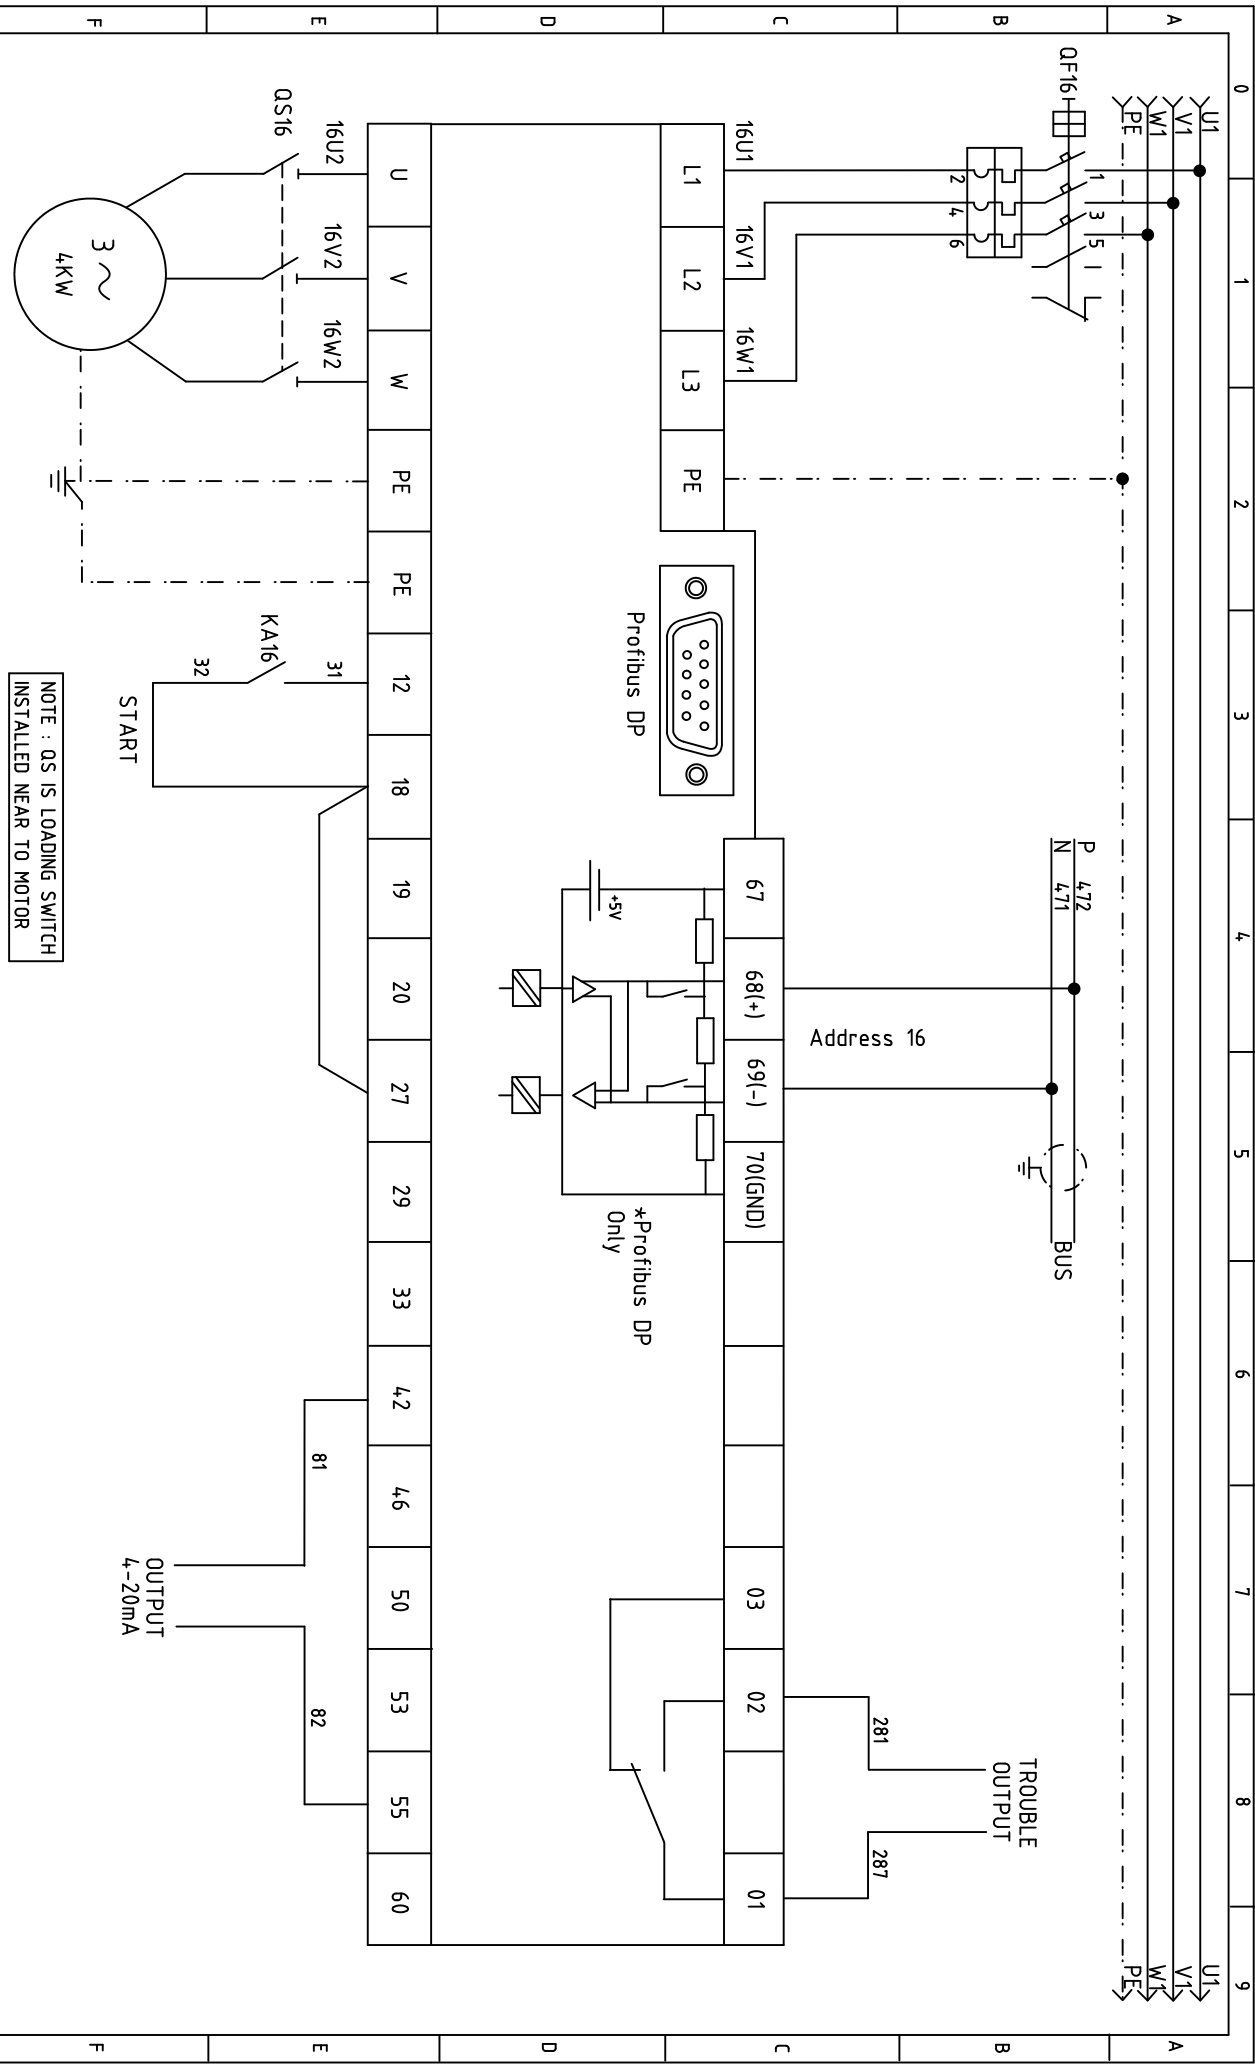 0
1
2
3
4
5
6
7
8
9
A
B
C
D
E
F
A
B
C
D
E
F
U1
V1
W1
PE
U1
V1
W1
PE
QF16
1
3
5
2
4
6
16U1
16V1
16W1
P 472
N 471
BUS
Address 16
TROUBLE
OUTPUT
281
287
L1
L2
L3
PE
67
68(+)
69(-)
70(GND)
03
02
01
Profibus DP
+5V
*Profibus DP
Only
U
V
W
PE
PE
12
18
19
20
27
29
33
42
46
50
53
55
60
16U2
16V2
16W2
QS16
3
4KW
31
KA16
32
START
81
82
OUTPUT
4-20mA
NOTE : QS IS LOADING SWITCH
INSTALLED NEAR TO MOTOR